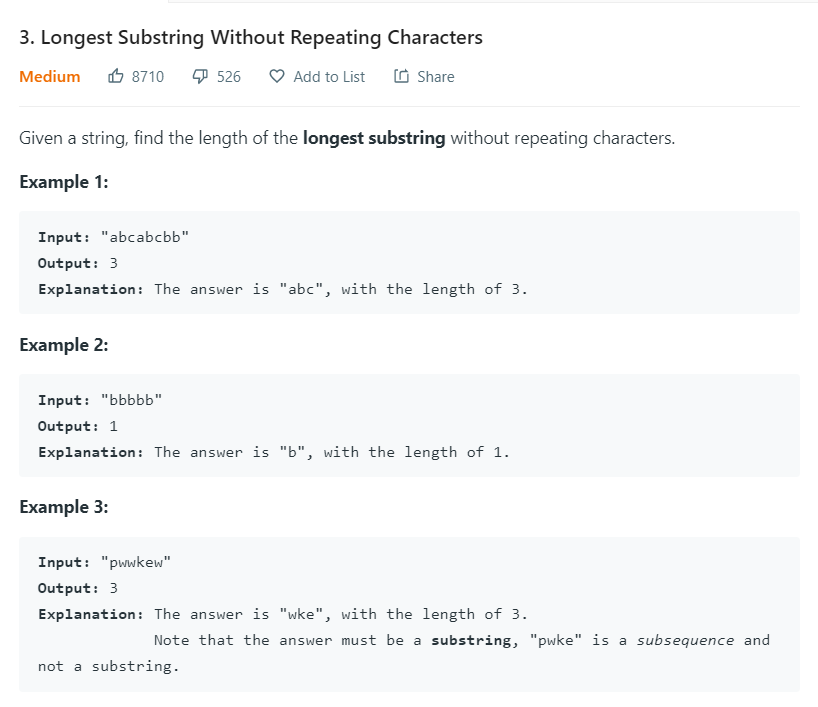 3. Longest Substring Without Repeating Characters
Medium 8710 526 Add to List Share
Given a string, find the length of the longest substring without repeating characters.
Example 1:
Input: "abcabcbb"
Output: 3
Explanation: The answer is "abc", with the length of 3.
Example 2:
Input: "bbbbb"
Output: 1
Explanation: The answer is "b", with the length of 1.
Example 3:
Input: "pwwkew"
Output: 3
Explanation: The answer is "wke", with the length of 3.
Note that the answer must be a substring, "pwke" is a subsequence and
not a substring.